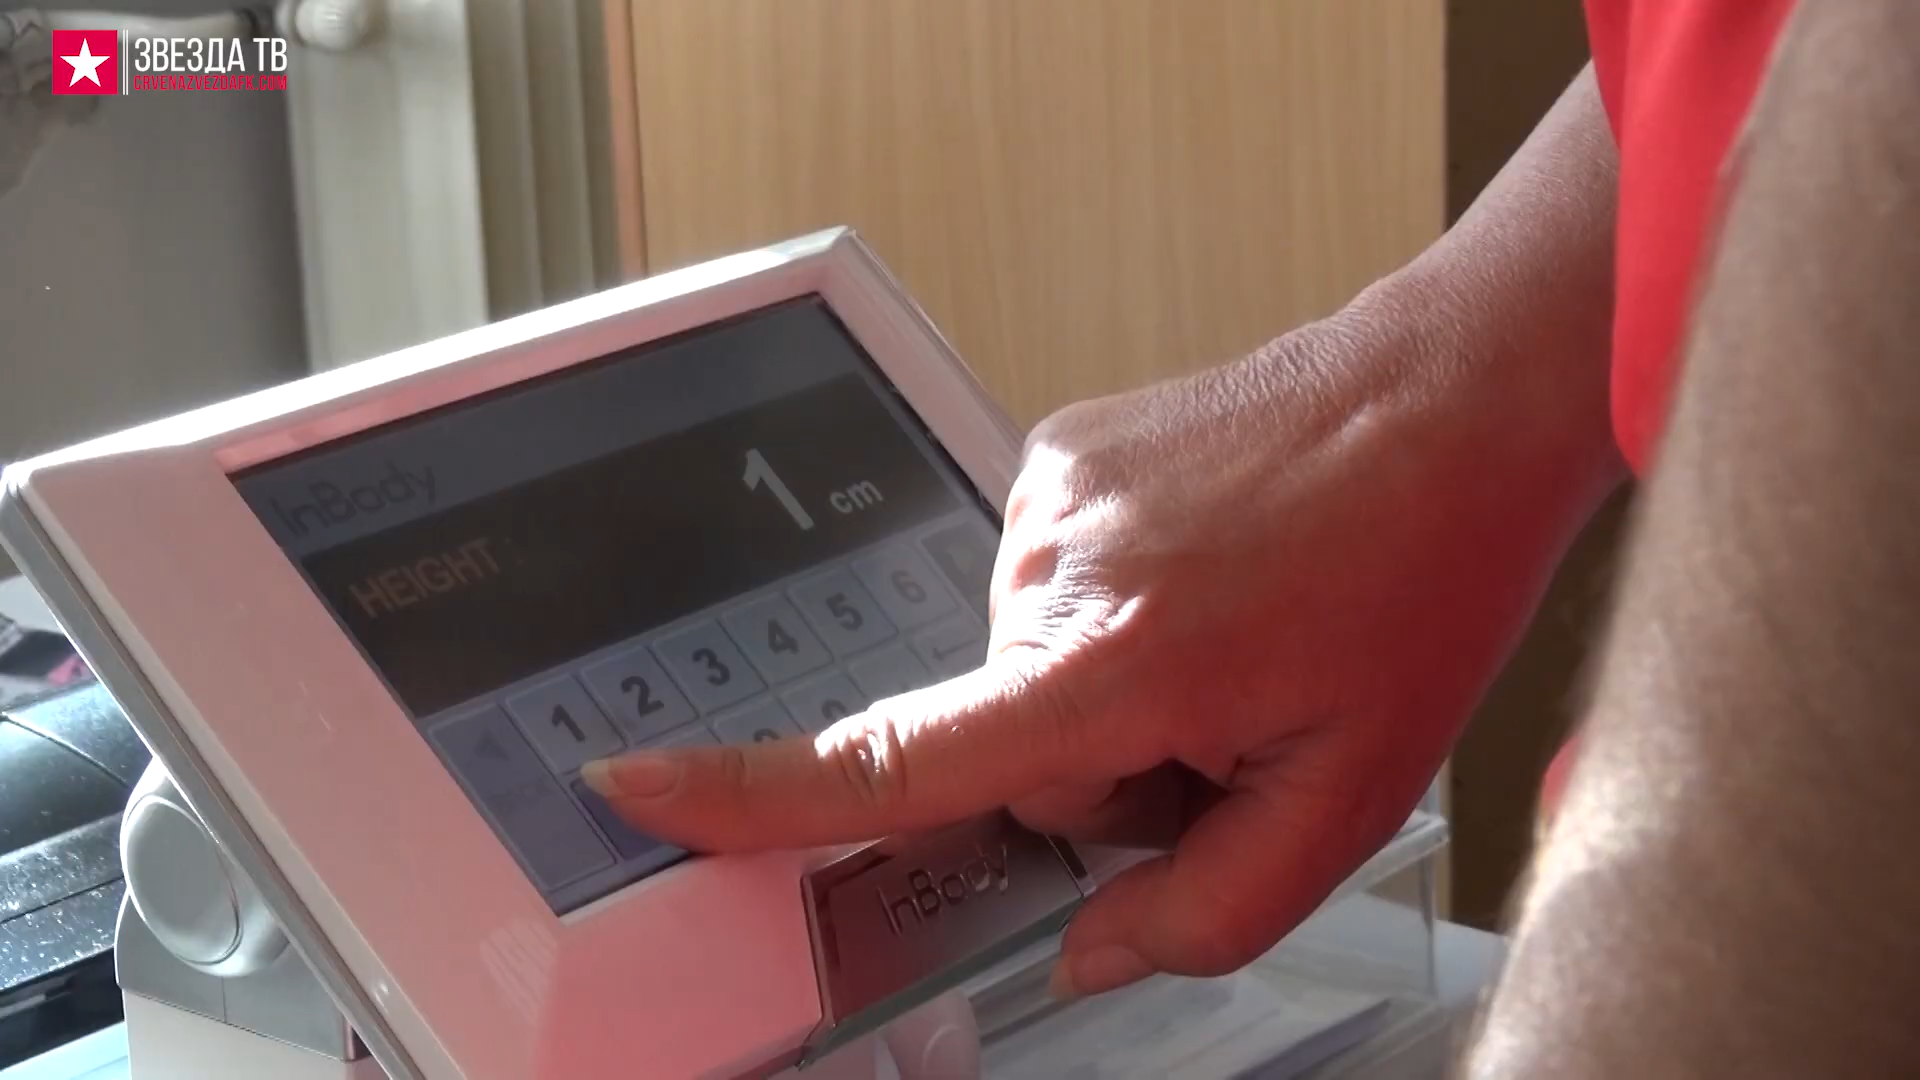 ЗВЕЗДА ТВ
CRVENAZVEZDAFK.COM
InBody
1 cm
HEIGHT :
1 2 3 4 5 6
InBody